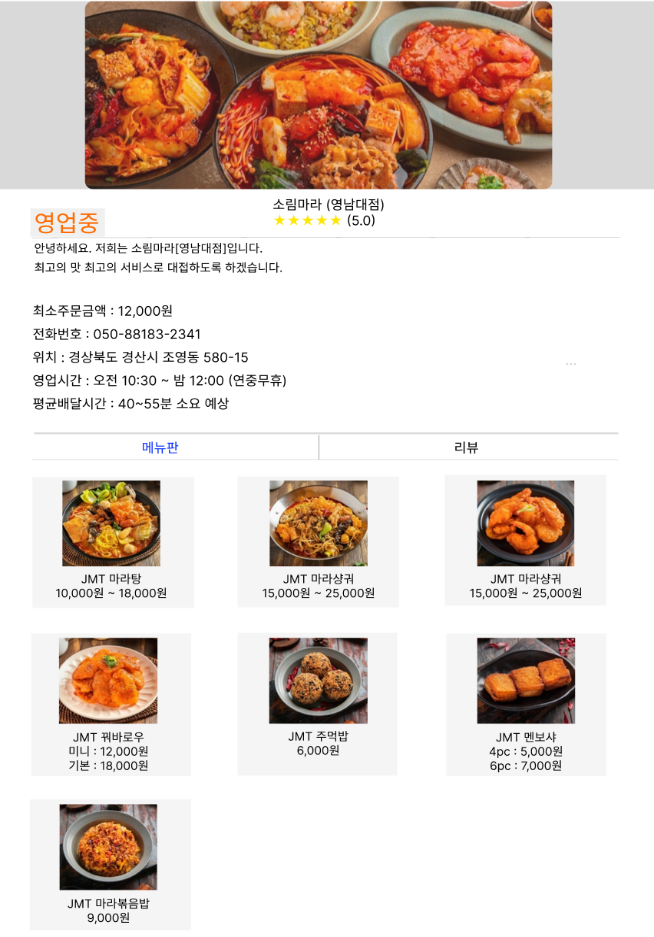 소림마라 (영남대점)
★★★★★ (5.0)
영업중
안녕하세요. 저희는 소림마라[영남대점]입니다.
최고의 맛 최고의 서비스로 대접하도록 하겠습니다.
최소주문금액 : 12,000원
전화번호 : 050-88183-2341
위치 : 경상북도 경산시 조영동 580-15
...
영업시간 : 오전 10:30 ~ 밤 12:00 (연중무휴)
평균배달시간 : 40~55분 소요 예상
메뉴판
리뷰
JMT 마라탕
10,000원 ~ 18,000원
JMT 마라샹궈
15,000원 ~ 25,000원
JMT 마라샹궈
15,000원 ~ 25,000원
JMT 꿔바로우
미니 : 12,000원
기본 : 18,000원
JMT 주먹밥
6,000원
JMT 멘보샤
4pc : 5,000원
6pc : 7,000원
JMT 마라볶음밥
9,000원